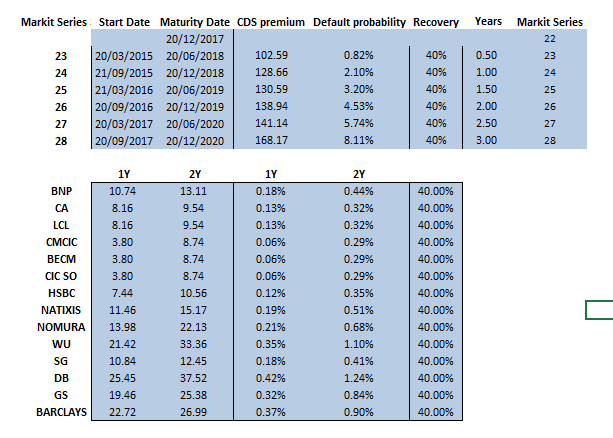 Markit Series Start Date Maturity Date CDS premium Default probability Recovery Years Markit Series
20/12/2017 22
23 20/03/2015 20/06/2018 102.59 0.82% 40% 0.50 23
24 21/09/2015 20/12/2018 128.66 2.10% 40% 1.00 24
25 21/03/2016 20/06/2019 130.59 3.20% 40% 1.50 25
26 20/09/2016 20/12/2019 138.94 4.53% 40% 2.00 26
27 20/03/2017 20/06/2020 141.14 5.74% 40% 2.50 27
28 20/09/2017 20/12/2020 168.17 8.11% 40% 3.00 28
1Y 2Y 1Y 2Y
BNP 10.74 13.11 0.18% 0.44% 40.00%
CA 8.16 9.54 0.13% 0.32% 40.00%
LCL 8.16 9.54 0.13% 0.32% 40.00%
CMCIC 3.80 8.74 0.06% 0.29% 40.00%
BECM 3.80 8.74 0.06% 0.29% 40.00%
CIC SO 3.80 8.74 0.06% 0.29% 40.00%
HSBC 7.44 10.56 0.12% 0.35% 40.00%
NATIXIS 11.46 15.17 0.19% 0.51% 40.00%
NOMURA 13.98 22.13 0.21% 0.68% 40.00%
WU 21.42 33.36 0.35% 1.10% 40.00%
SG 10.84 12.45 0.18% 0.41% 40.00%
DB 25.45 37.52 0.42% 1.24% 40.00%
GS 19.46 25.38 0.32% 0.84% 40.00%
BARCLAYS 22.72 26.99 0.37% 0.90% 40.00%